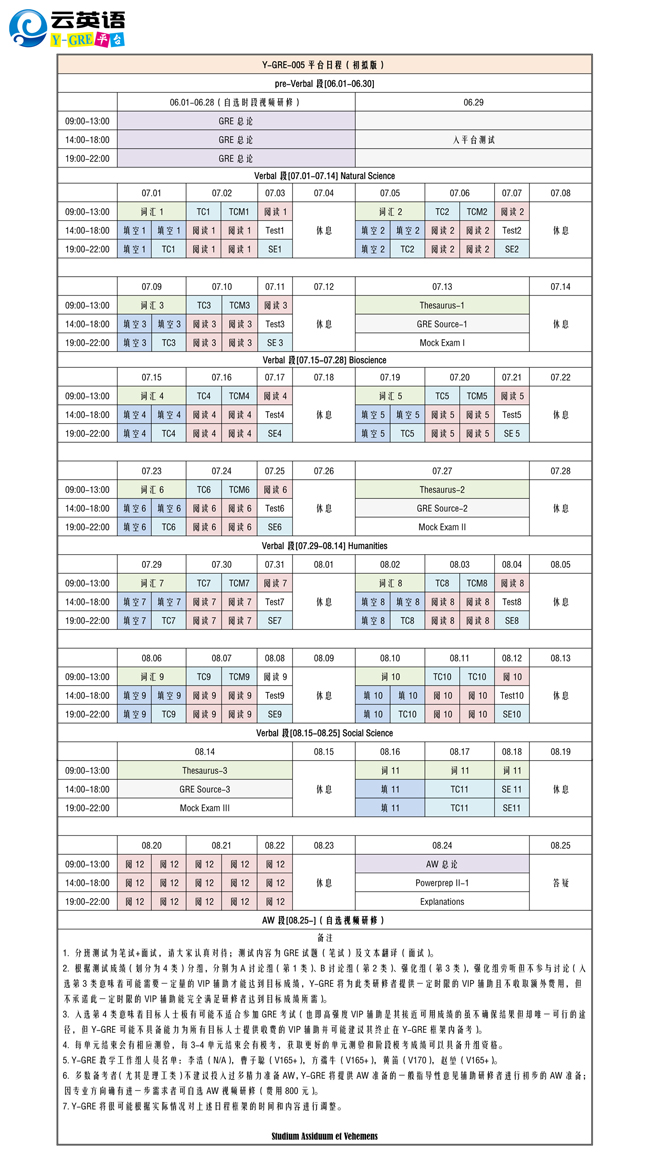 云英语
Y-GRE平台
Y-GRE-005 平台日程（初拟版）
pre-Verbal 段[06.01-06.30]
06.01-06.28（自选时段视频研修） 06.29
09:00-13:00 GRE 总论
14:00-18:00 GRE 总论 入平台测试
19:00-22:00 GRE 总论
Verbal 段[07.01-07.14] Natural Science
07.01 07.02 07.03 07.04 07.05 07.06 07.07 07.08
09:00-13:00 词汇 1 TC1 TCM1 阅读 1 词汇 2 TC2 TCM2 阅读 2
14:00-18:00 填空 1 填空 1 阅读 1 阅读 1 Test1 休息 填空 2 填空 2 阅读 2 阅读 2 Test2 休息
19:00-22:00 填空 1 TC1 阅读 1 阅读 1 SE1 填空 2 TC2 阅读 2 阅读 2 SE2
07.09 07.10 07.11 07.12 07.13 07.14
09:00-13:00 词汇 3 TC3 TCM3 阅读 3 Thesaurus-1
14:00-18:00 填空 3 填空 3 阅读 3 阅读 3 Test3 休息 GRE Source-1 休息
19:00-22:00 填空 3 TC3 阅读 3 阅读 3 SE 3 Mock Exam I
Verbal 段[07.15-07.28] Bioscience
07.15 07.16 07.17 07.18 07.19 07.20 07.21 07.22
09:00-13:00 词汇 4 TC4 TCM4 阅读 4 词汇 5 TC5 TCM5 阅读 5
14:00-18:00 填空 4 填空 4 阅读 4 阅读 4 Test4 休息 填空 5 填空 5 阅读 5 阅读 5 Test5 休息
19:00-22:00 填空 4 TC4 阅读 4 阅读 4 SE4 填空 5 TC5 阅读 5 阅读 5 SE 5
07.23 07.24 07.25 07.26 07.27 07.28
09:00-13:00 词汇 6 TC6 TCM6 阅读 6 Thesaurus-2
14:00-18:00 填空 6 填空 6 阅读 6 阅读 6 Test6 休息 GRE Source-2 休息
19:00-22:00 填空 6 TC6 阅读 6 阅读 6 SE6 Mock Exam II
Verbal 段[07.29-08.14] Humanities
07.29 07.30 07.31 08.01 08.02 08.03 08.04 08.05
09:00-13:00 词汇 7 TC7 TCM7 阅读 7 词汇 8 TC8 TCM8 阅读 8
14:00-18:00 填空 7 填空 7 阅读 7 阅读 7 Test7 休息 填空 8 填空 8 阅读 8 阅读 8 Test8 休息
19:00-22:00 填空 7 TC7 阅读 7 阅读 7 SE7 填空 8 TC8 阅读 8 阅读 8 SE8
08.06 08.07 08.08 08.09 08.10 08.11 08.12 08.13
09:00-13:00 词汇 9 TC9 TCM9 阅读 9 词 10 TC10 TC10 阅 10
14:00-18:00 填空 9 填空 9 阅读 9 阅读 9 Test9 休息 填 10 填 10 阅 10 阅 10 Test10 休息
19:00-22:00 填空 9 TC9 阅读 9 阅读 9 SE9 填 10 TC10 阅 10 阅 10 SE10
Verbal 段[08.15-08.25] Social Science
08.14 08.15 08.16 08.17 08.18 08.19
09:00-13:00 Thesaurus-3 词 11 词 11 词 11
14:00-18:00 GRE Source-3 休息 填 11 TC11 SE 11 休息
19:00-22:00 Mock Exam III 填 11 TC11 SE11
08.20 08.21 08.22 08.23 08.24 08.25
09:00-13:00 阅 12 阅 12 阅 12 阅 12 阅 12 AW 总论
14:00-18:00 阅 12 阅 12 阅 12 阅 12 阅 12 休息 Powerprep II-1 答疑
19:00-22:00 阅 12 阅 12 阅 12 阅 12 阅 12 Explanations
AW 段[08.25-]（自选视频研修）
备注
1. 分班测试为笔试+面试，请大家认真对待；测试内容为 GRE 试题（笔试）及文本翻译（面试）。
2. 根据测试成绩（划分为 4 类）分组，分别为 A 讨论组（第 1 类）、B 讨论组（第 2 类）、强化组（第 3 类），强化组旁听但不参与讨论（入
选第 3 类意味着可能需要一定量的 VIP 辅助才能达到目标成绩，Y-GRE 将为此类研修者提供一定时限的 VIP 辅助且不收取额外费用，但
不承诺此一定时限的 VIP 辅助能完全满足研修者达到目标成绩所需）。
3. 入选第 4 类意味着目标人士极有可能不适合参加 GRE 考试（也即高强度 VIP 辅助是其接近可用成绩的虽不确保结果但却唯一可行的途
径，但 Y-GRE 可能不具备能力为所有目标人士提供收费的 VIP 辅助并可能建议其终止在 Y-GRE 框架内备考）。
4. 每单元结束会有相应测验，每 3-4 单元结束会有模考，获取更好的单元测验和阶段模考成绩可以具备升组资格。
5. Y-GRE 教学工作组人员名单：李浩（N/A），曹子聪（V165+），方孺牛（V165+），黄笛（V170），赵堃（V165+）。
6. 多数备考者（尤其是理工类）不建议投入过多精力准备 AW，Y-GRE 将提供 AW 准备的一般指导性意见辅助研修者进行初步的 AW 准备；
因专业方向确有进一步需求者可自选 AW 视频研修（费用 800 元）。
7. Y-GRE 将很可能根据实际情况对上述日程框架的时间和内容进行调整。
Studium Assiduum et Vehemens